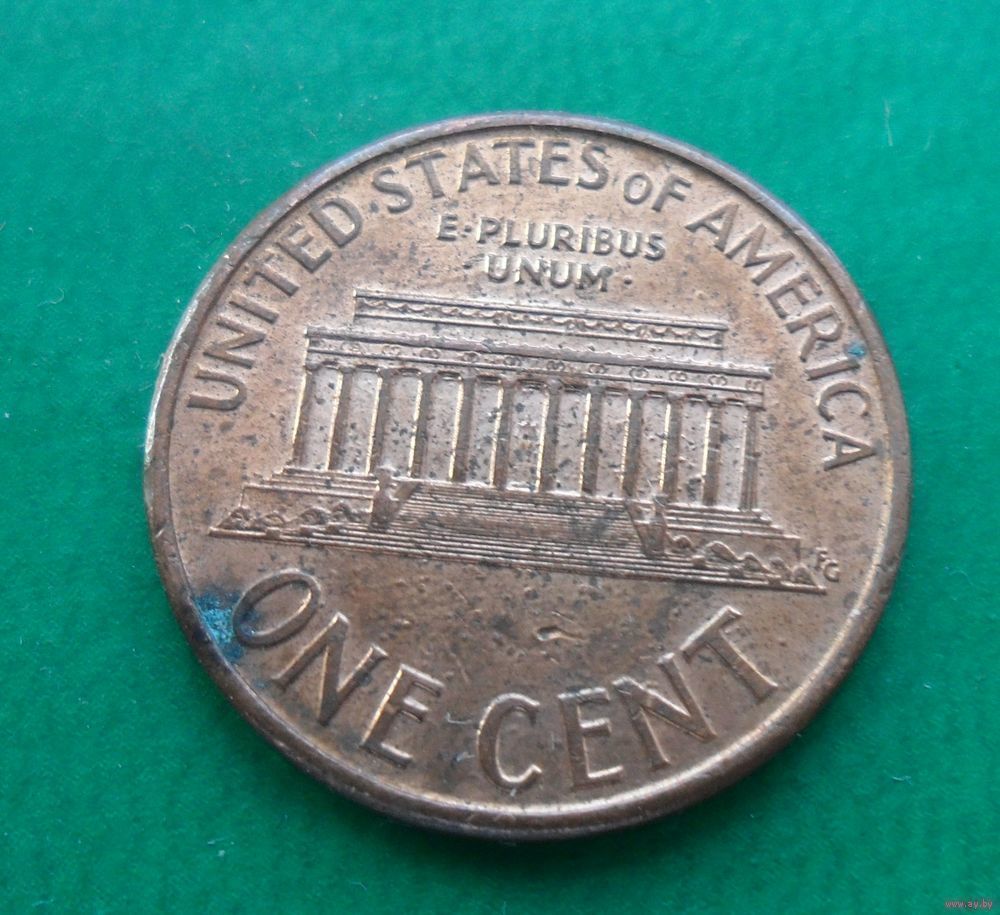 UNITED STATES OF AMERICA
E·PLURIBUS
UNUM·
FG
ONE CENT
www.ay.by